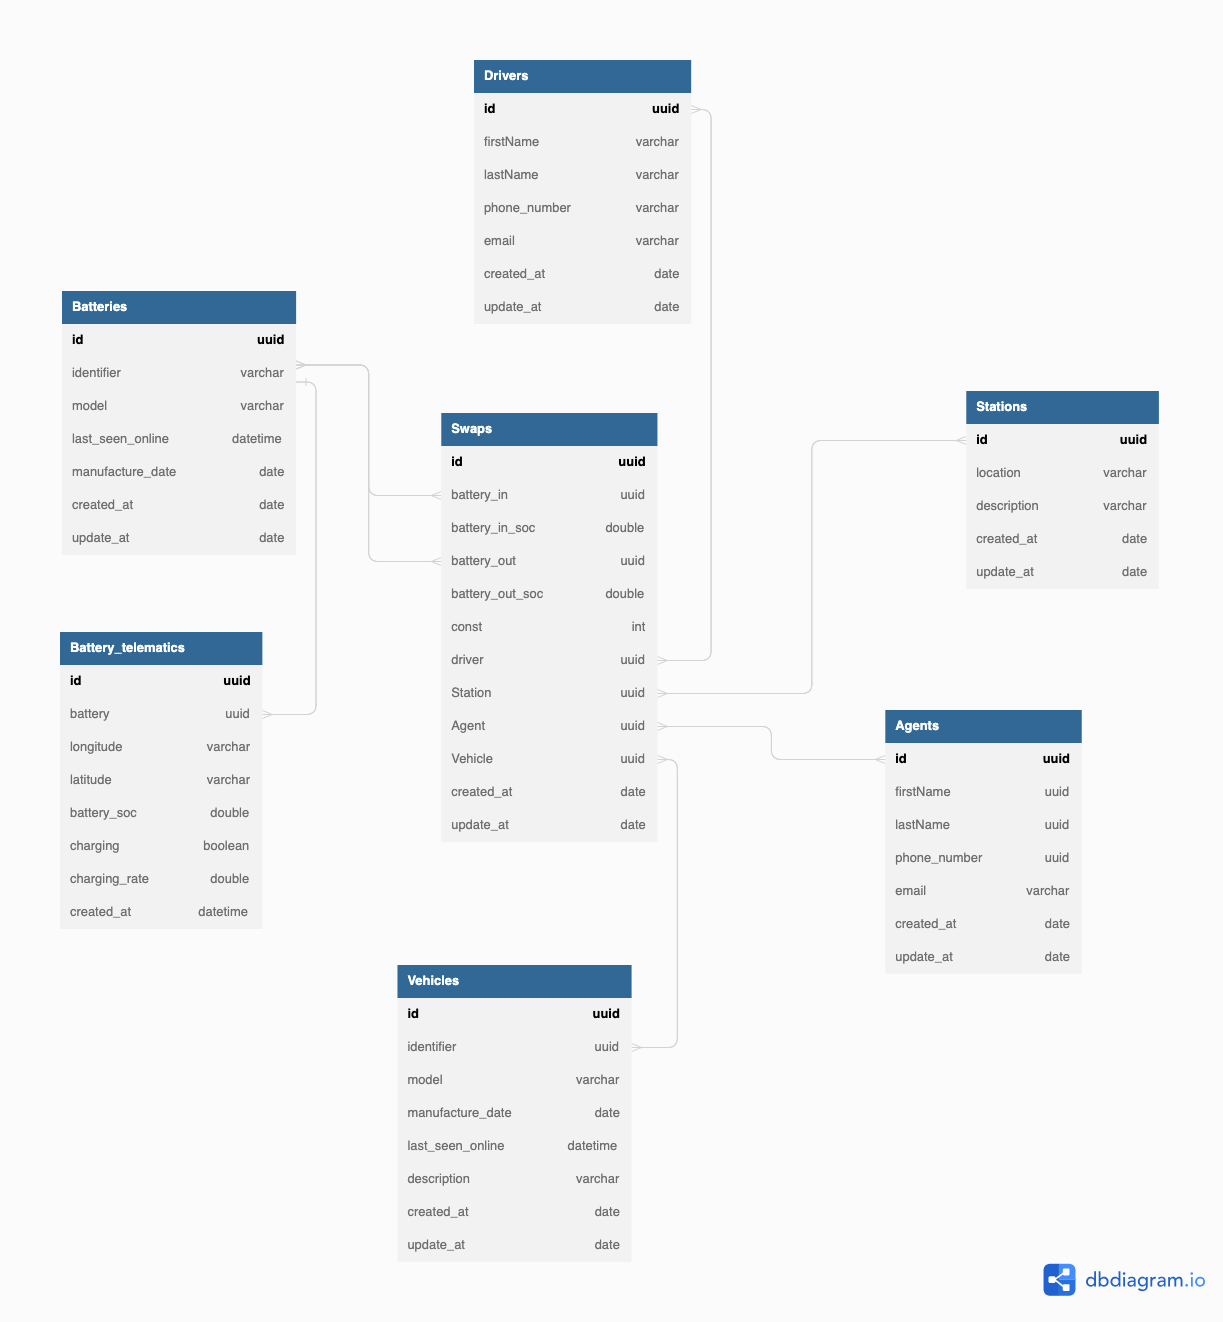 Drivers
id uuid
firstName varchar
lastName varchar
phone_number varchar
email varchar
created_at date
update_at date
Batteries
id uuid
identifier varchar
model varchar
last_seen_online datetime
manufacture_date date
created_at date
update_at date
Swaps
id uuid
battery_in uuid
battery_in_soc double
battery_out uuid
battery_out_soc double
const int
driver uuid
Station uuid
Agent uuid
Vehicle uuid
created_at date
update_at date
Stations
id uuid
location varchar
description varchar
created_at date
update_at date
Battery_telematics
id uuid
battery uuid
longitude varchar
latitude varchar
battery_soc double
charging boolean
charging_rate double
created_at datetime
Agents
id uuid
firstName uuid
lastName uuid
phone_number uuid
email varchar
created_at date
update_at date
Vehicles
id uuid
identifier uuid
model varchar
manufacture_date date
last_seen_online datetime
description varchar
created_at date
update_at date
dbdiagram.io